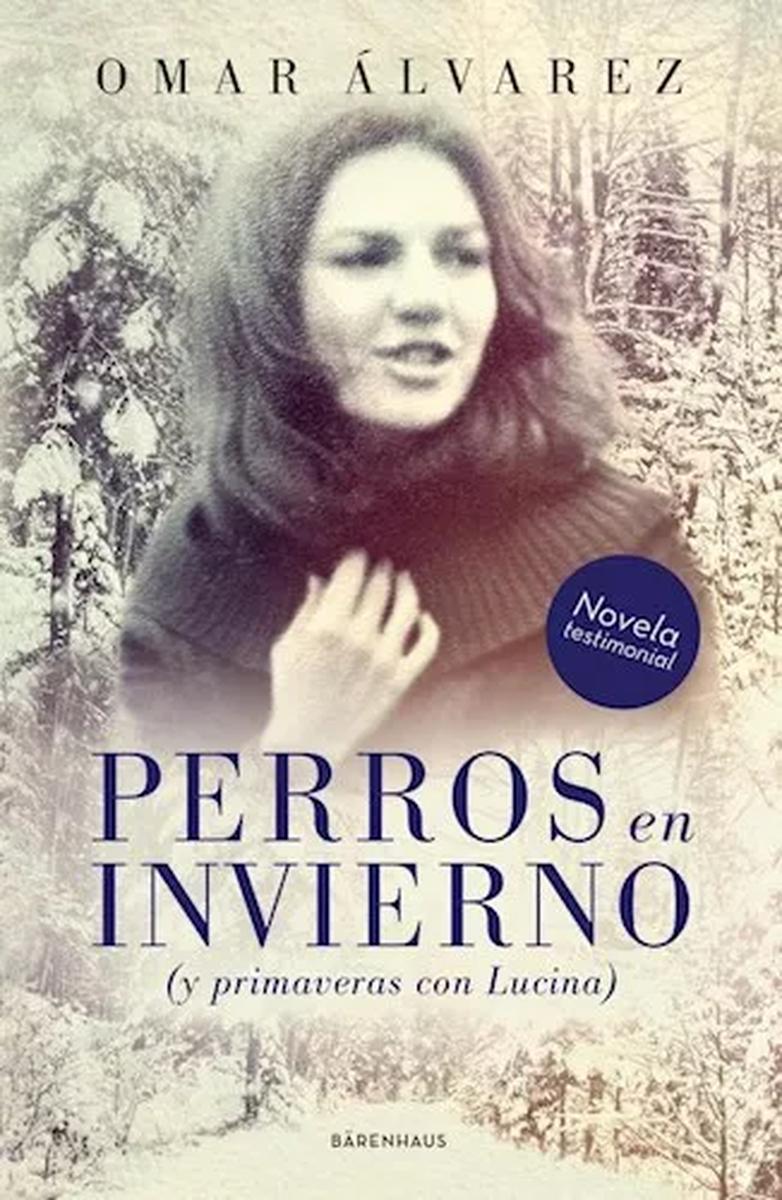 OMAR ÁLVAREZ
Novela
testimonial
PERROS en
INVIERNO
(y primaveras con Lucina)
BÄRENHAUS